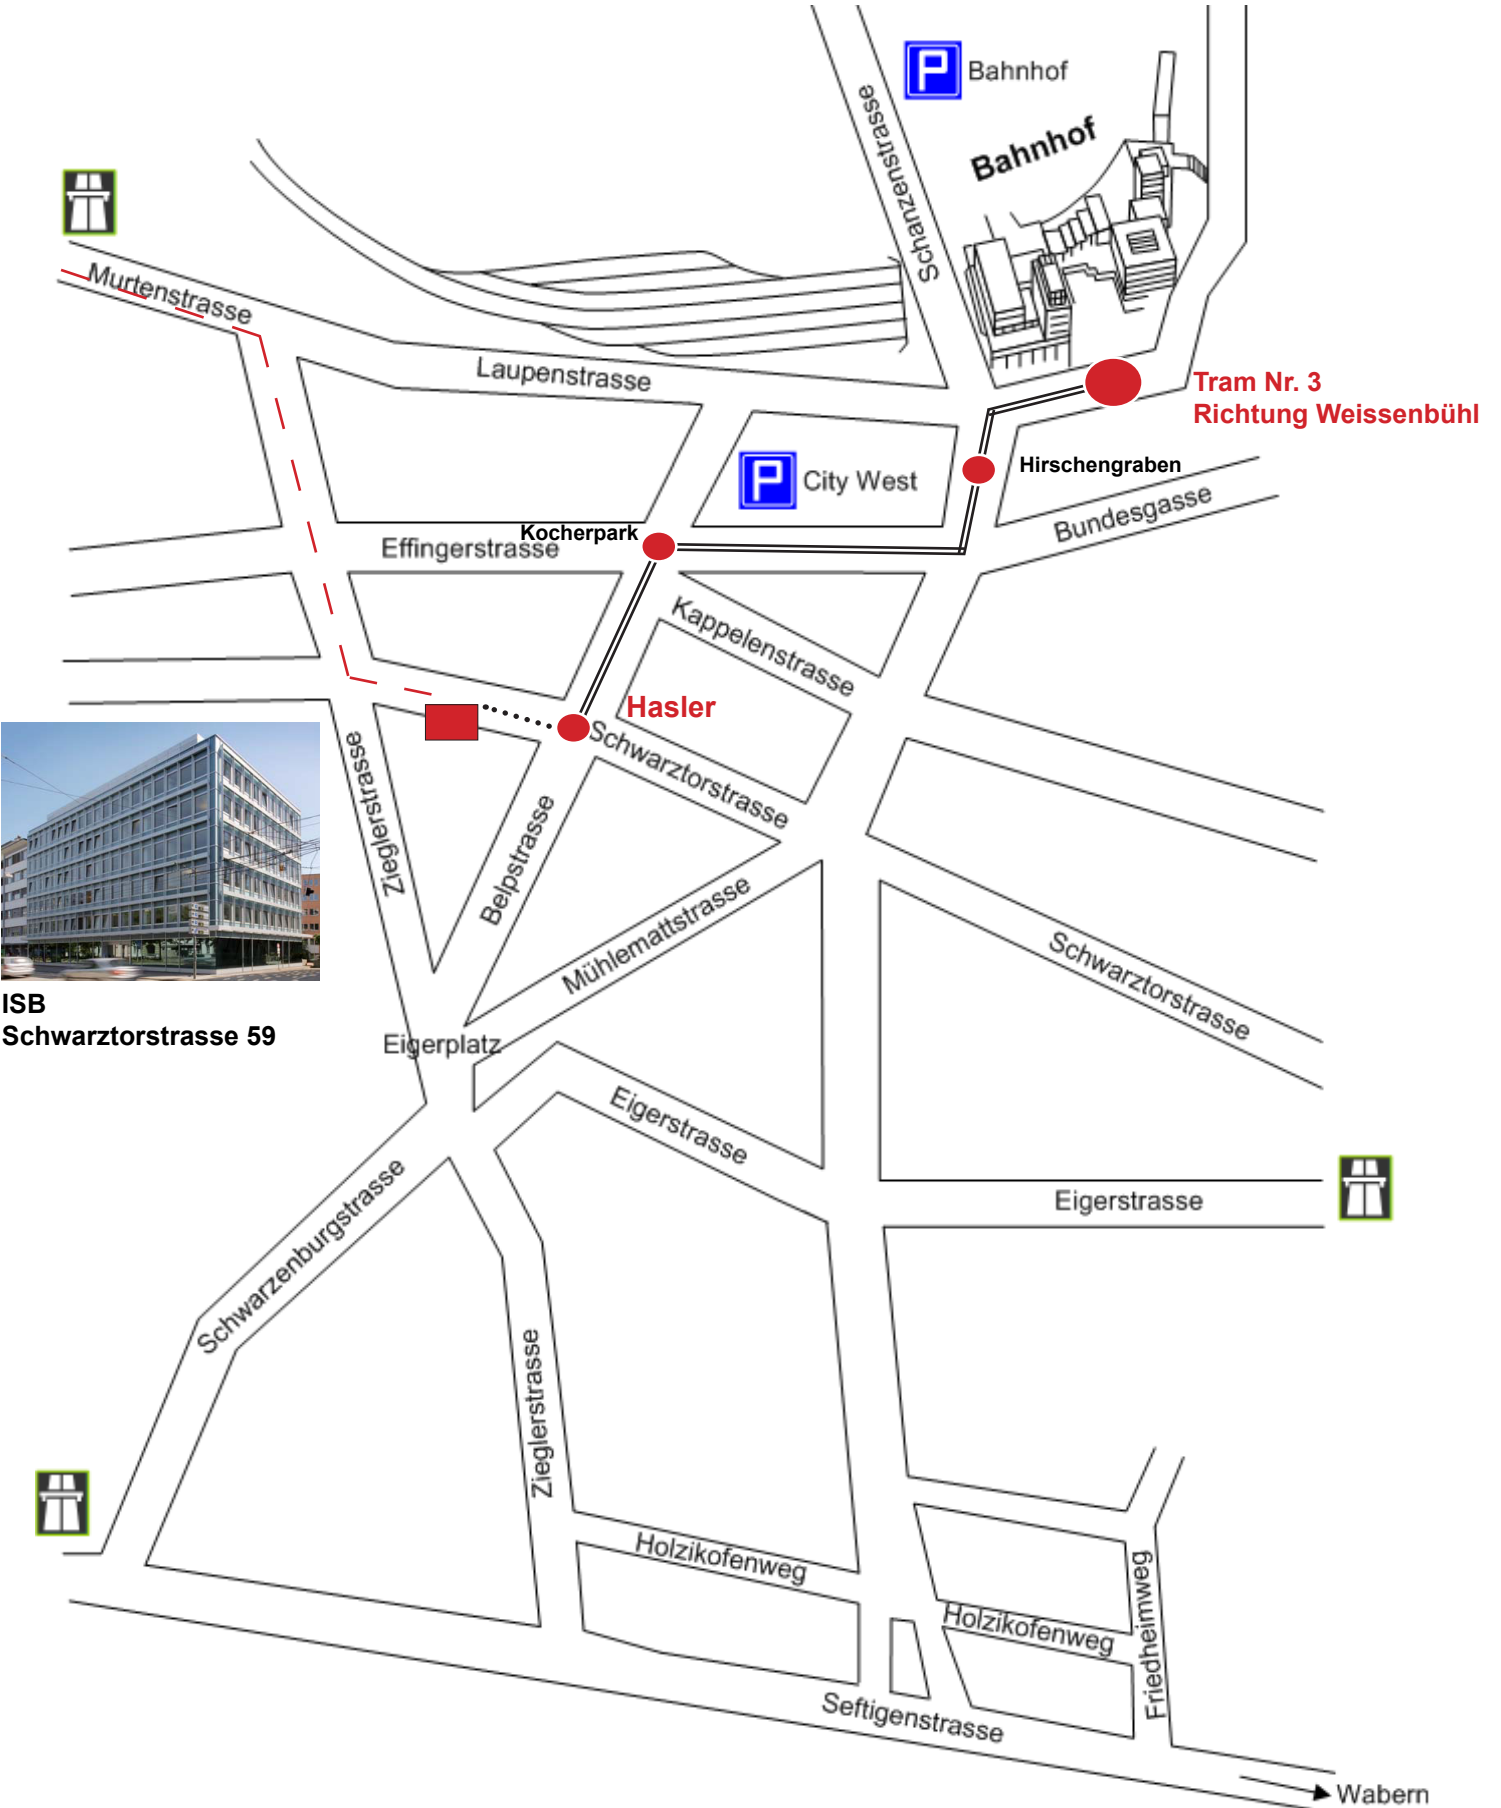 P Bahnhof
Schanzenstrasse
Bahnhof
Murtenstrasse
Laupenstrasse
Tram Nr. 3
Richtung Weissenbühl
P City West
Hirschengraben
Bundesgasse
Kocherpark
Effingerstrasse
Kappelenstrasse
Hasler
Schwarztorstrasse
Zieglerstrasse
Belpstrasse
Mühlemattstrasse
Schwarztorstrasse
ISB
Schwarztorstrasse 59
Eigerplatz
Eigerstrasse
Eigerstrasse
Schwarzenburgstrasse
Zieglerstrasse
Holzikofenweg
Holzikofenweg
Friedheimweg
Seftigenstrasse
Wabern